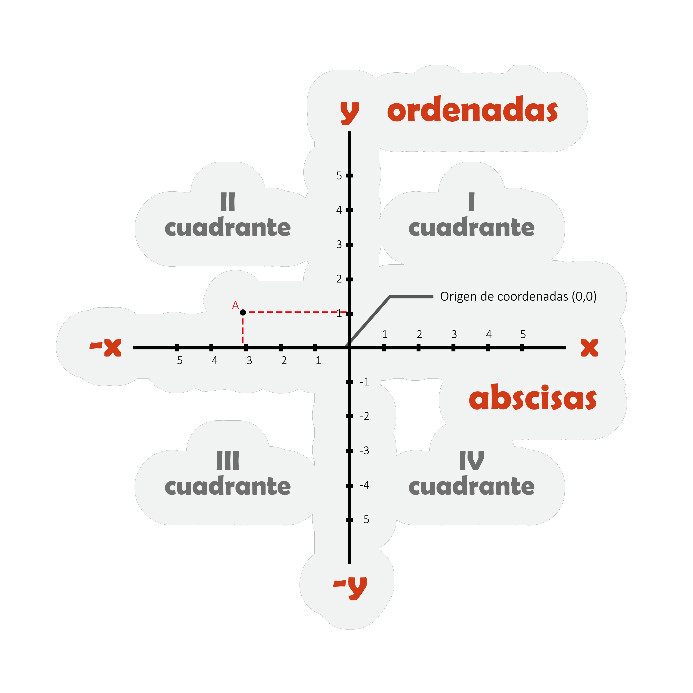 y ordenadas
5
II
I
cuadrante
cuadrante
4
3
2
Origen de coordenadas (0,0)
A
1
1 2 3 4 5
-x
x
5 4 3 2 1
-1
abscisas
-2
-3
III
IV
cuadrante
cuadrante
-4
5
-y